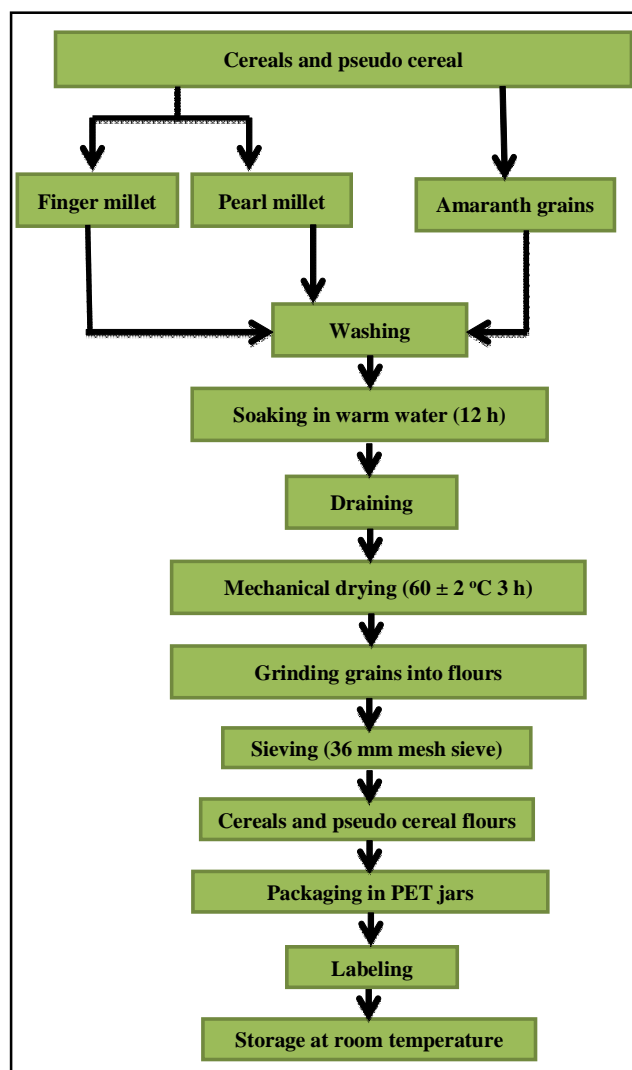 Cereals and pseudo cereal
Finger millet
Pearl millet
Amaranth grains
Washing
Soaking in warm water (12 h)
Draining
Mechanical drying (60 ± 2 ºC 3 h)
Grinding grains into flours
Sieving (36 mm mesh sieve)
Cereals and pseudo cereal flours
Packaging in PET jars
Labeling
Storage at room temperature